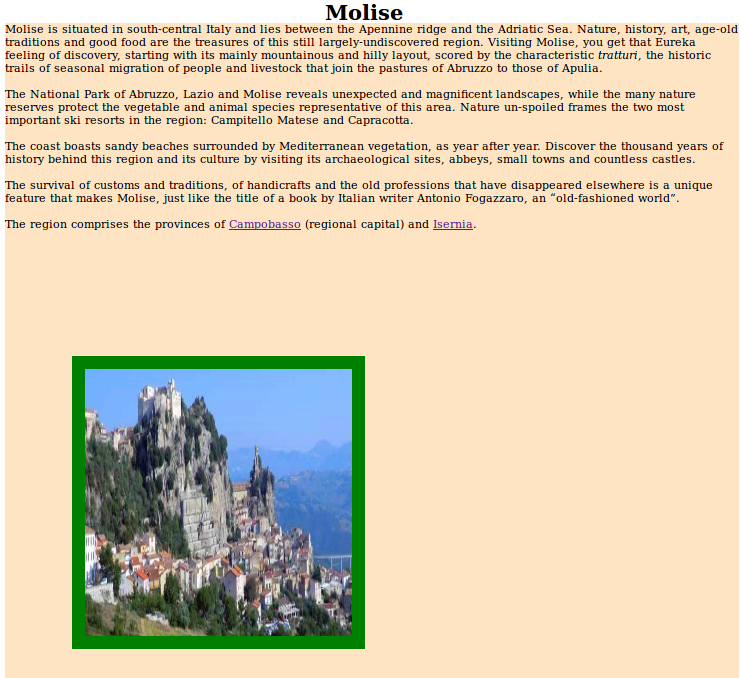 Molise
Molise is situated in south-central Italy and lies between the Apennine ridge and the Adriatic Sea. Nature, history, art, age-old
traditions and good food are the treasures of this still largely-undiscovered region. Visiting Molise, you get that Eureka
feeling of discovery, starting with its mainly mountainous and hilly layout, scored by the characteristic tratturi, the historic
trails of seasonal migration of people and livestock that join the pastures of Abruzzo to those of Apulia.
The National Park of Abruzzo, Lazio and Molise reveals unexpected and magnificent landscapes, while the many nature
reserves protect the vegetable and animal species representative of this area. Nature un-spoiled frames the two most
important ski resorts in the region: Campitello Matese and Capracotta.
The coast boasts sandy beaches surrounded by Mediterranean vegetation, as year after year. Discover the thousand years of
history behind this region and its culture by visiting its archaeological sites, abbeys, small towns and countless castles.
The survival of customs and traditions, of handicrafts and the old professions that have disappeared elsewhere is a unique
feature that makes Molise, just like the title of a book by Italian writer Antonio Fogazzaro, an “old-fashioned world”.
The region comprises the provinces of Campobasso (regional capital) and Isernia.